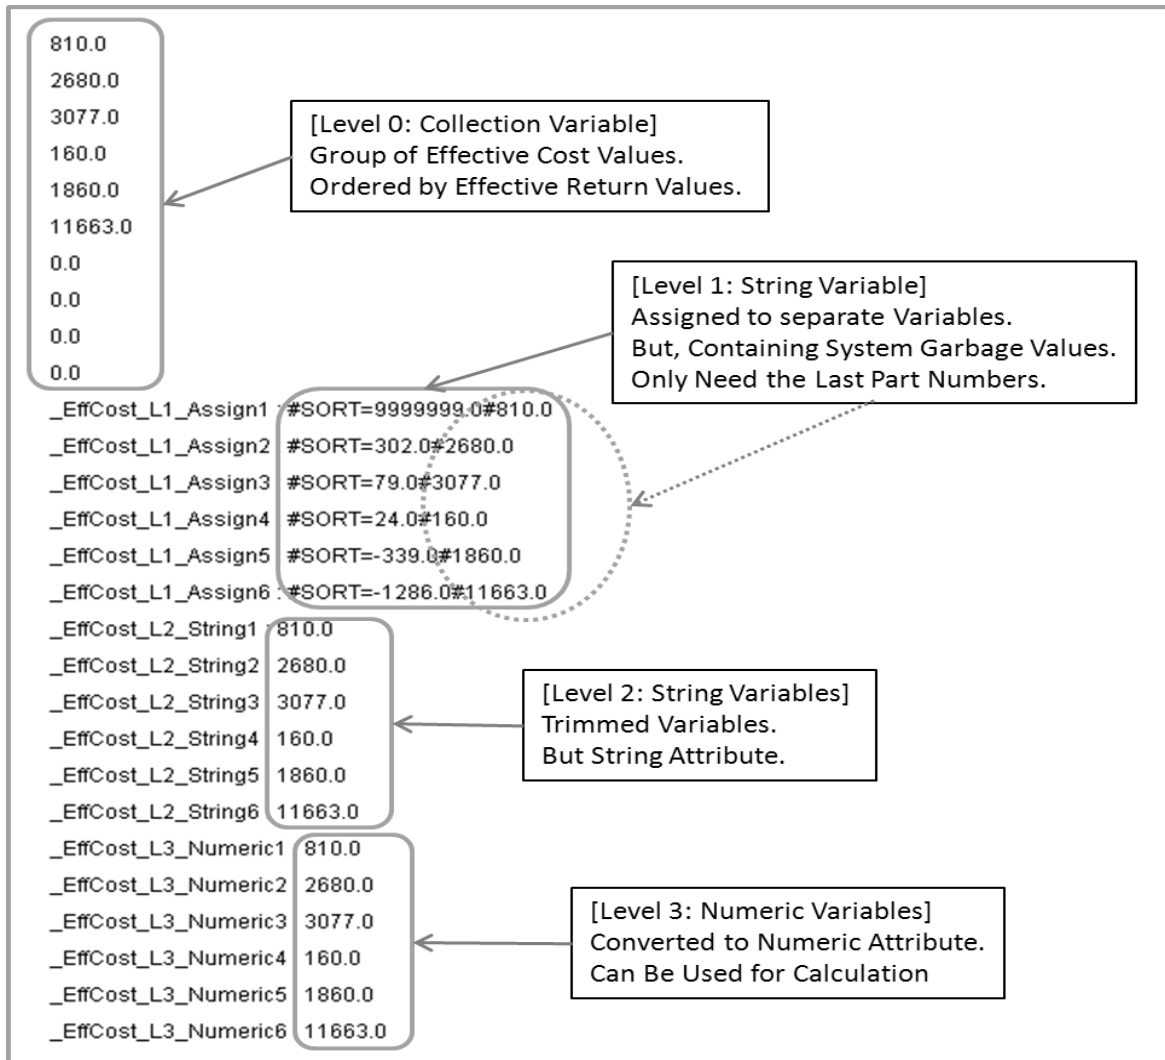 810.0
2680.0
3077.0
160.0
1860.0
11663.0
0.0
0.0
0.0
0.0
[Level 0: Collection Variable]
Group of Effective Cost Values.
Ordered by Effective Return Values.
[Level 1: String Variable]
Assigned to separate Variables.
But, Containing System Garbage Values.
Only Need the Last Part Numbers.
_EffCost_L1_Assign1 : #SORT=9999999.0#810.0
_EffCost_L1_Assign2 : #SORT=302.0#2680.0
_EffCost_L1_Assign3 : #SORT=79.0#3077.0
_EffCost_L1_Assign4 : #SORT=24.0#160.0
_EffCost_L1_Assign5 : #SORT=-339.0#1860.0
_EffCost_L1_Assign6 : #SORT=-1286.0#11663.0
_EffCost_L2_String1 810.0
_EffCost_L2_String2 2680.0
_EffCost_L2_String3 3077.0
_EffCost_L2_String4 160.0
_EffCost_L2_String5 1860.0
_EffCost_L2_String6 11663.0
[Level 2: String Variables]
Trimmed Variables.
But String Attribute.
_EffCost_L3_Numeric1 810.0
_EffCost_L3_Numeric2 2680.0
_EffCost_L3_Numeric3 3077.0
_EffCost_L3_Numeric4 160.0
_EffCost_L3_Numeric5 1860.0
_EffCost_L3_Numeric6 11663.0
[Level 3: Numeric Variables]
Converted to Numeric Attribute.
Can Be Used for Calculation